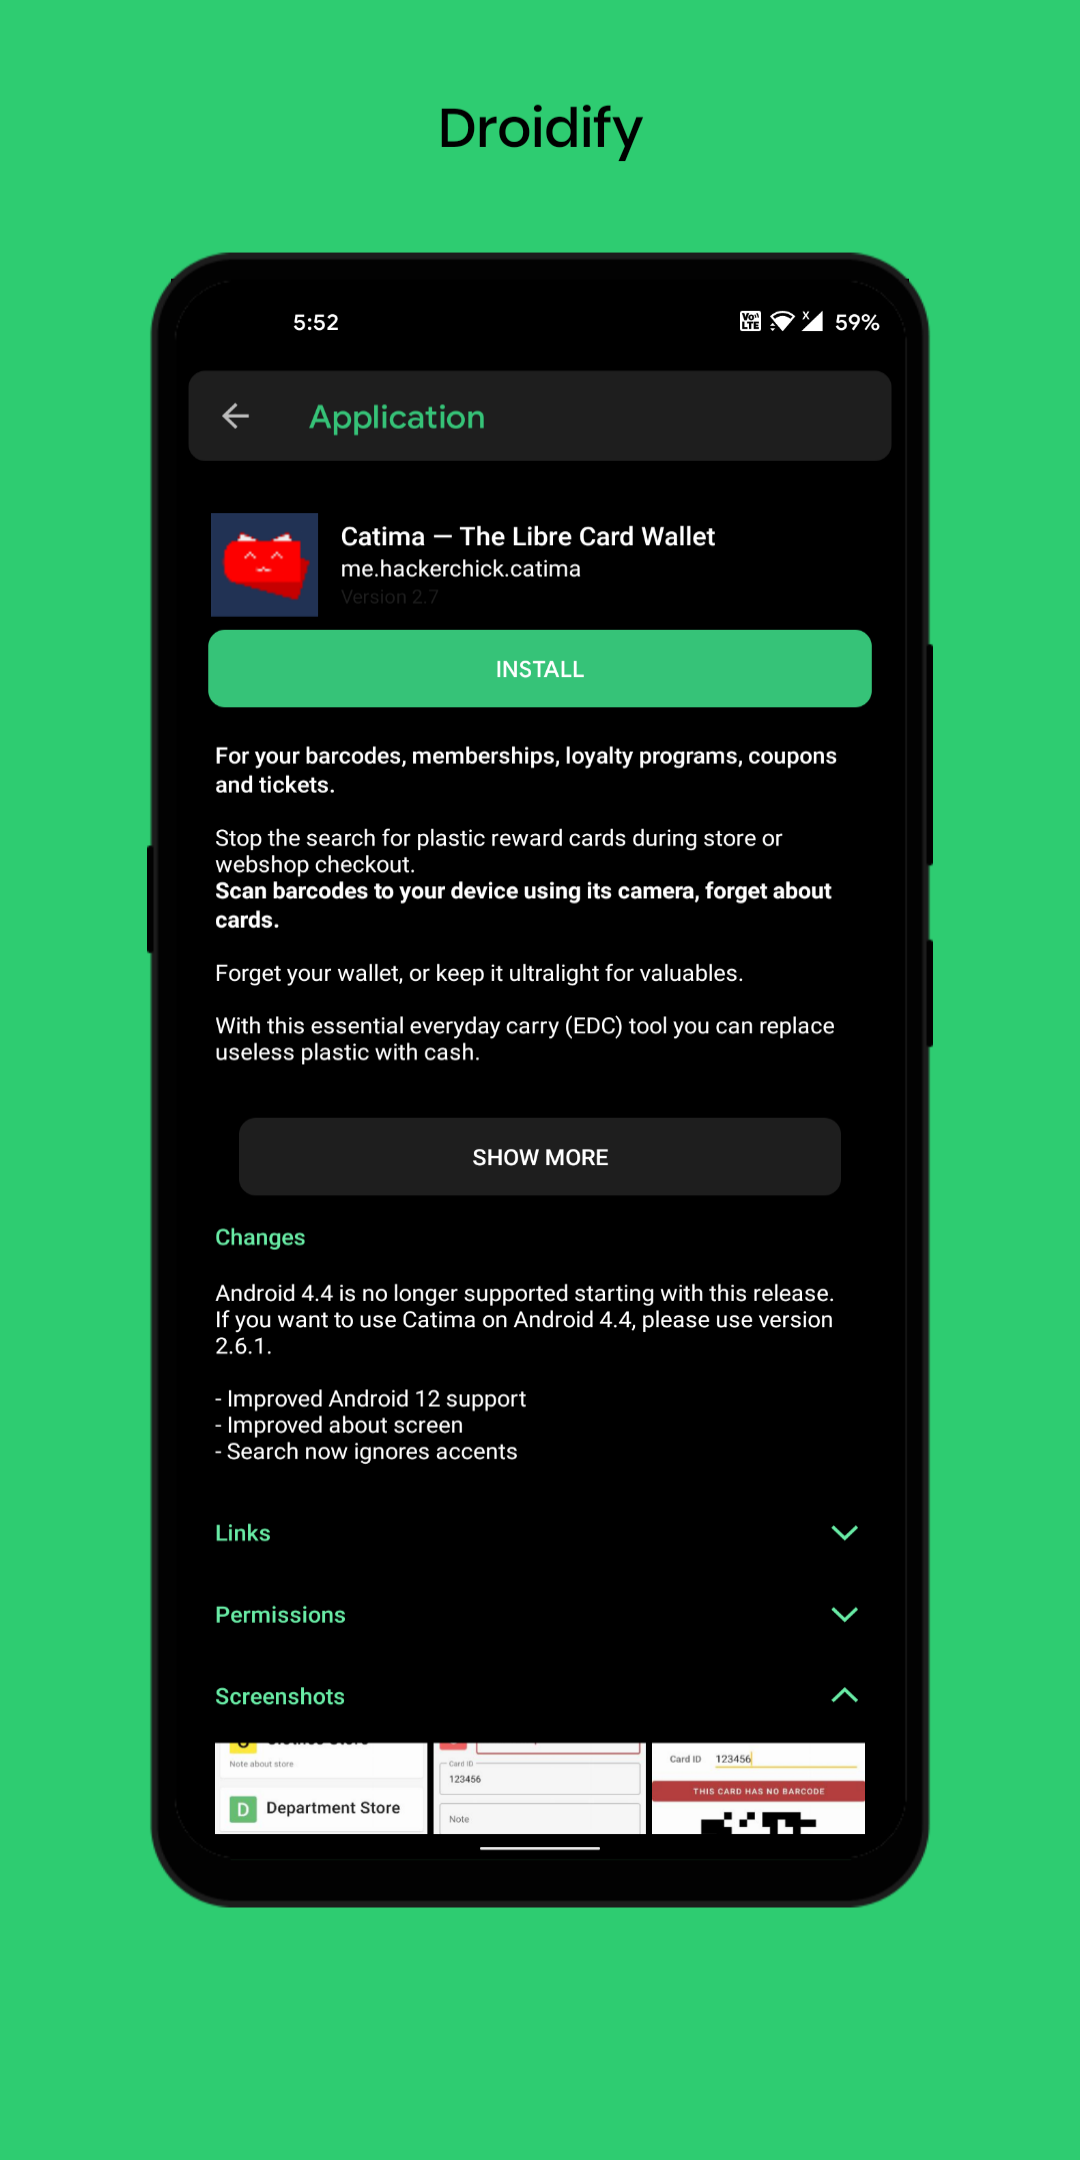 Droidify
5:52
Vo)) LTE
X
59%
Application
Catima — The Libre Card Wallet
me.hackerchick.catima
Version 2.7
INSTALL
For your barcodes, memberships, loyalty programs, coupons
and tickets.
Stop the search for plastic reward cards during store or
webshop checkout.
Scan barcodes to your device using its camera, forget about
cards.
Forget your wallet, or keep it ultralight for valuables.
With this essential everyday carry (EDC) tool you can replace
useless plastic with cash.
SHOW MORE
Changes
Android 4.4 is no longer supported starting with this release.
If you want to use Catima on Android 4.4, please use version
2.6.1.
- Improved Android 12 support
- Improved about screen
- Search now ignores accents
Links
Permissions
Screenshots
Note about store
D Department Store
Card ID
123456
Note
Card ID 123456
THIS CARD HAS NO BARCODE